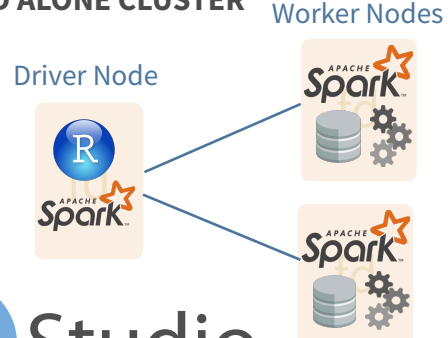 ALONE CLUSTER
Worker Nodes
Driver Node
R
APACHE
Spark
APACHE
Spark
APACHE
Spark
Studio